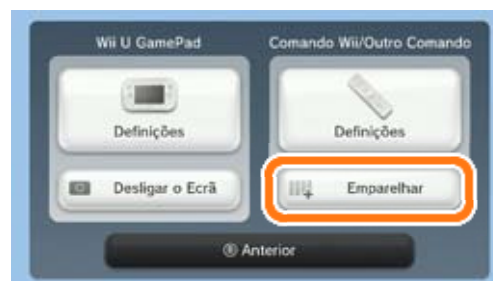 Wii U GamePad
Comando Wii/Outro Comando
Definições
Definições
Desligar o Ecrã
Emparelhar
Ⓑ Anterior